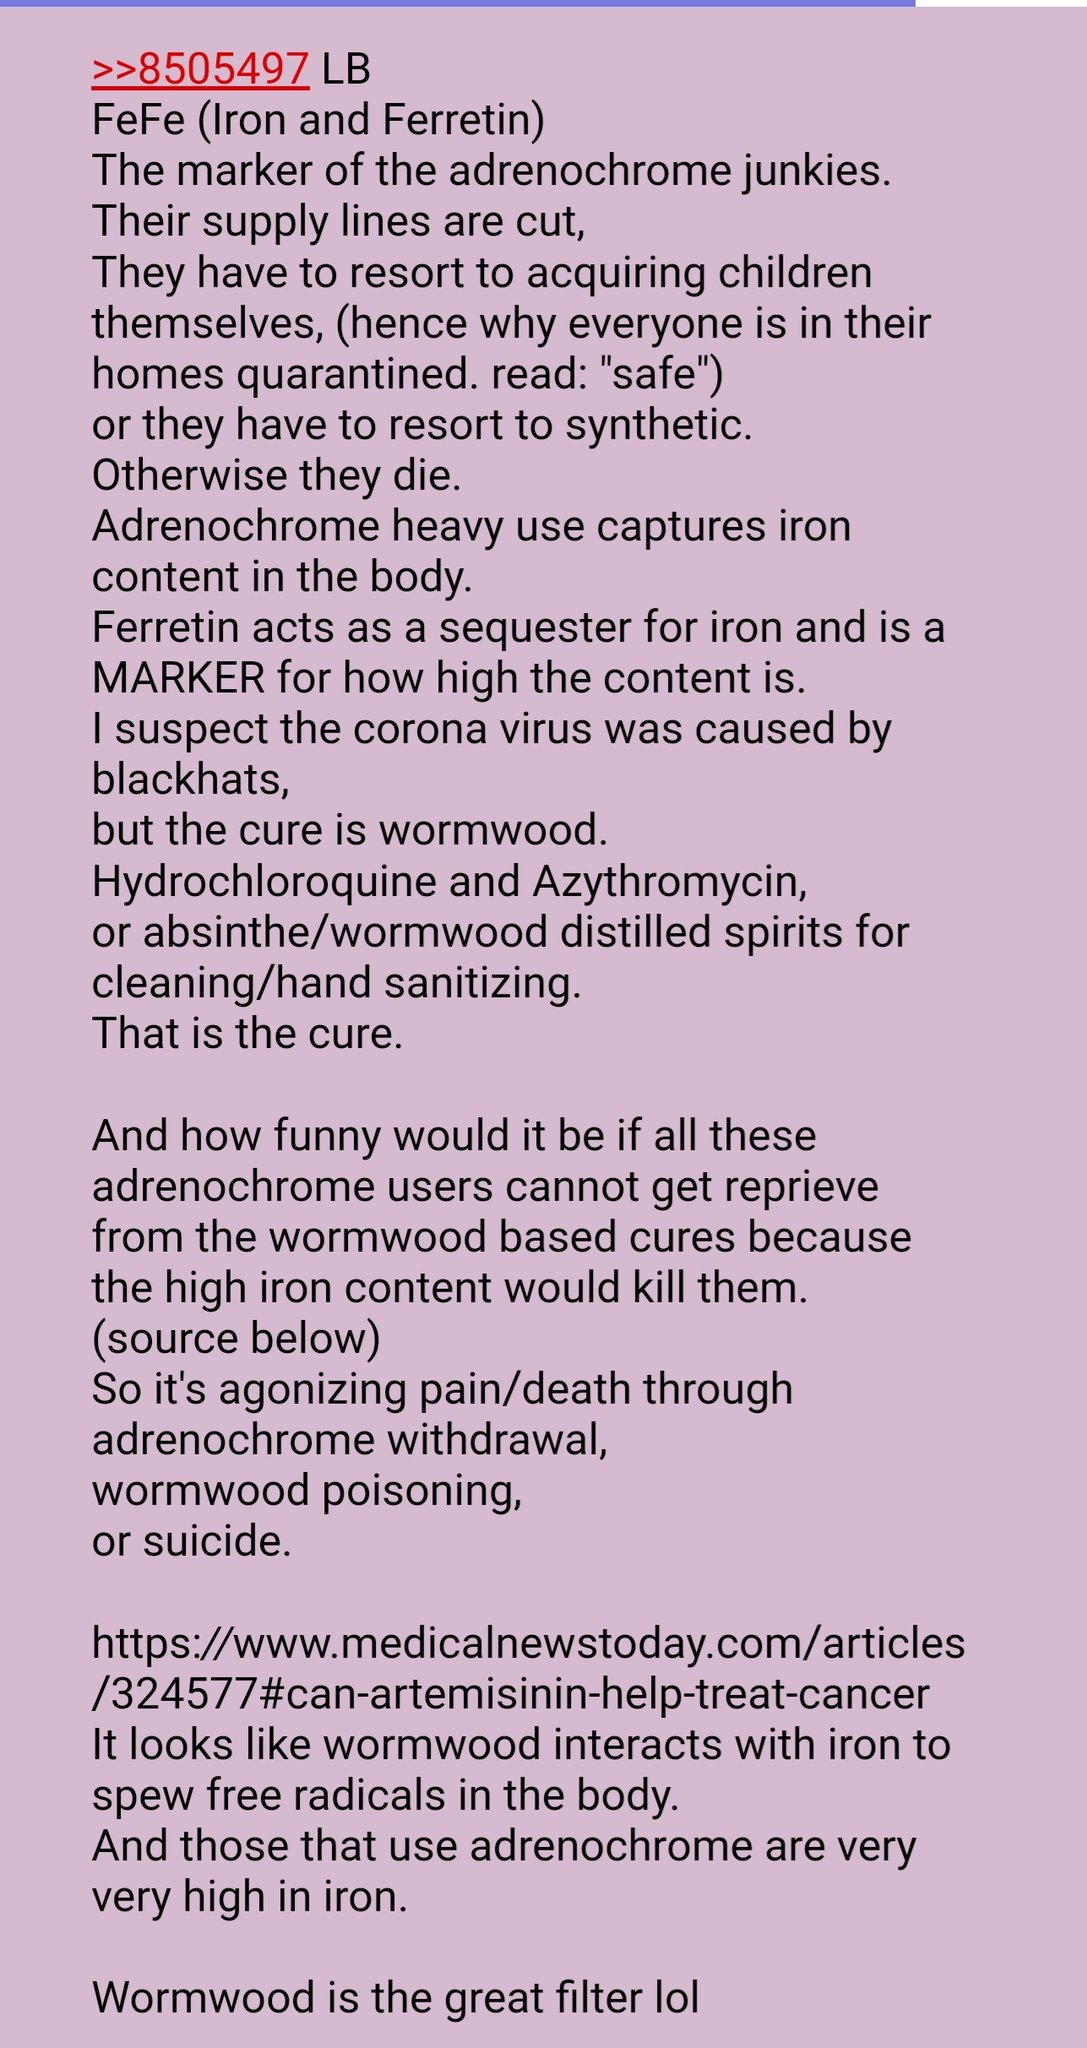 >>8505497 LB
FeFe (Iron and Ferretin)
The marker of the adrenochrome junkies.
Their supply lines are cut,
They have to resort to acquiring children
themselves, (hence why everyone is in their
homes quarantined. read: "safe")
or they have to resort to synthetic.
Otherwise they die.
Adrenochrome heavy use captures iron
content in the body.
Ferretin acts as a sequester for iron and is a
MARKER for how high the content is.
I suspect the corona virus was caused by
blackhats,
but the cure is wormwood.
Hydrochloroquine and Azythromycin,
or absinthe/wormwood distilled spirits for
cleaning/hand sanitizing.
That is the cure.

And how funny would it be if all these
adrenochrome users cannot get reprieve
from the wormwood based cures because
the high iron content would kill them.
(source below)
So it's agonizing pain/death through
adrenochrome withdrawal,
wormwood poisoning,
or suicide.

https://www.medicalnewstoday.com/articles
/324577#can-artemisinin-help-treat-cancer
It looks like wormwood interacts with iron to
spew free radicals in the body.
And those that use adrenochrome are very
very high in iron.

Wormwood is the great filter lol